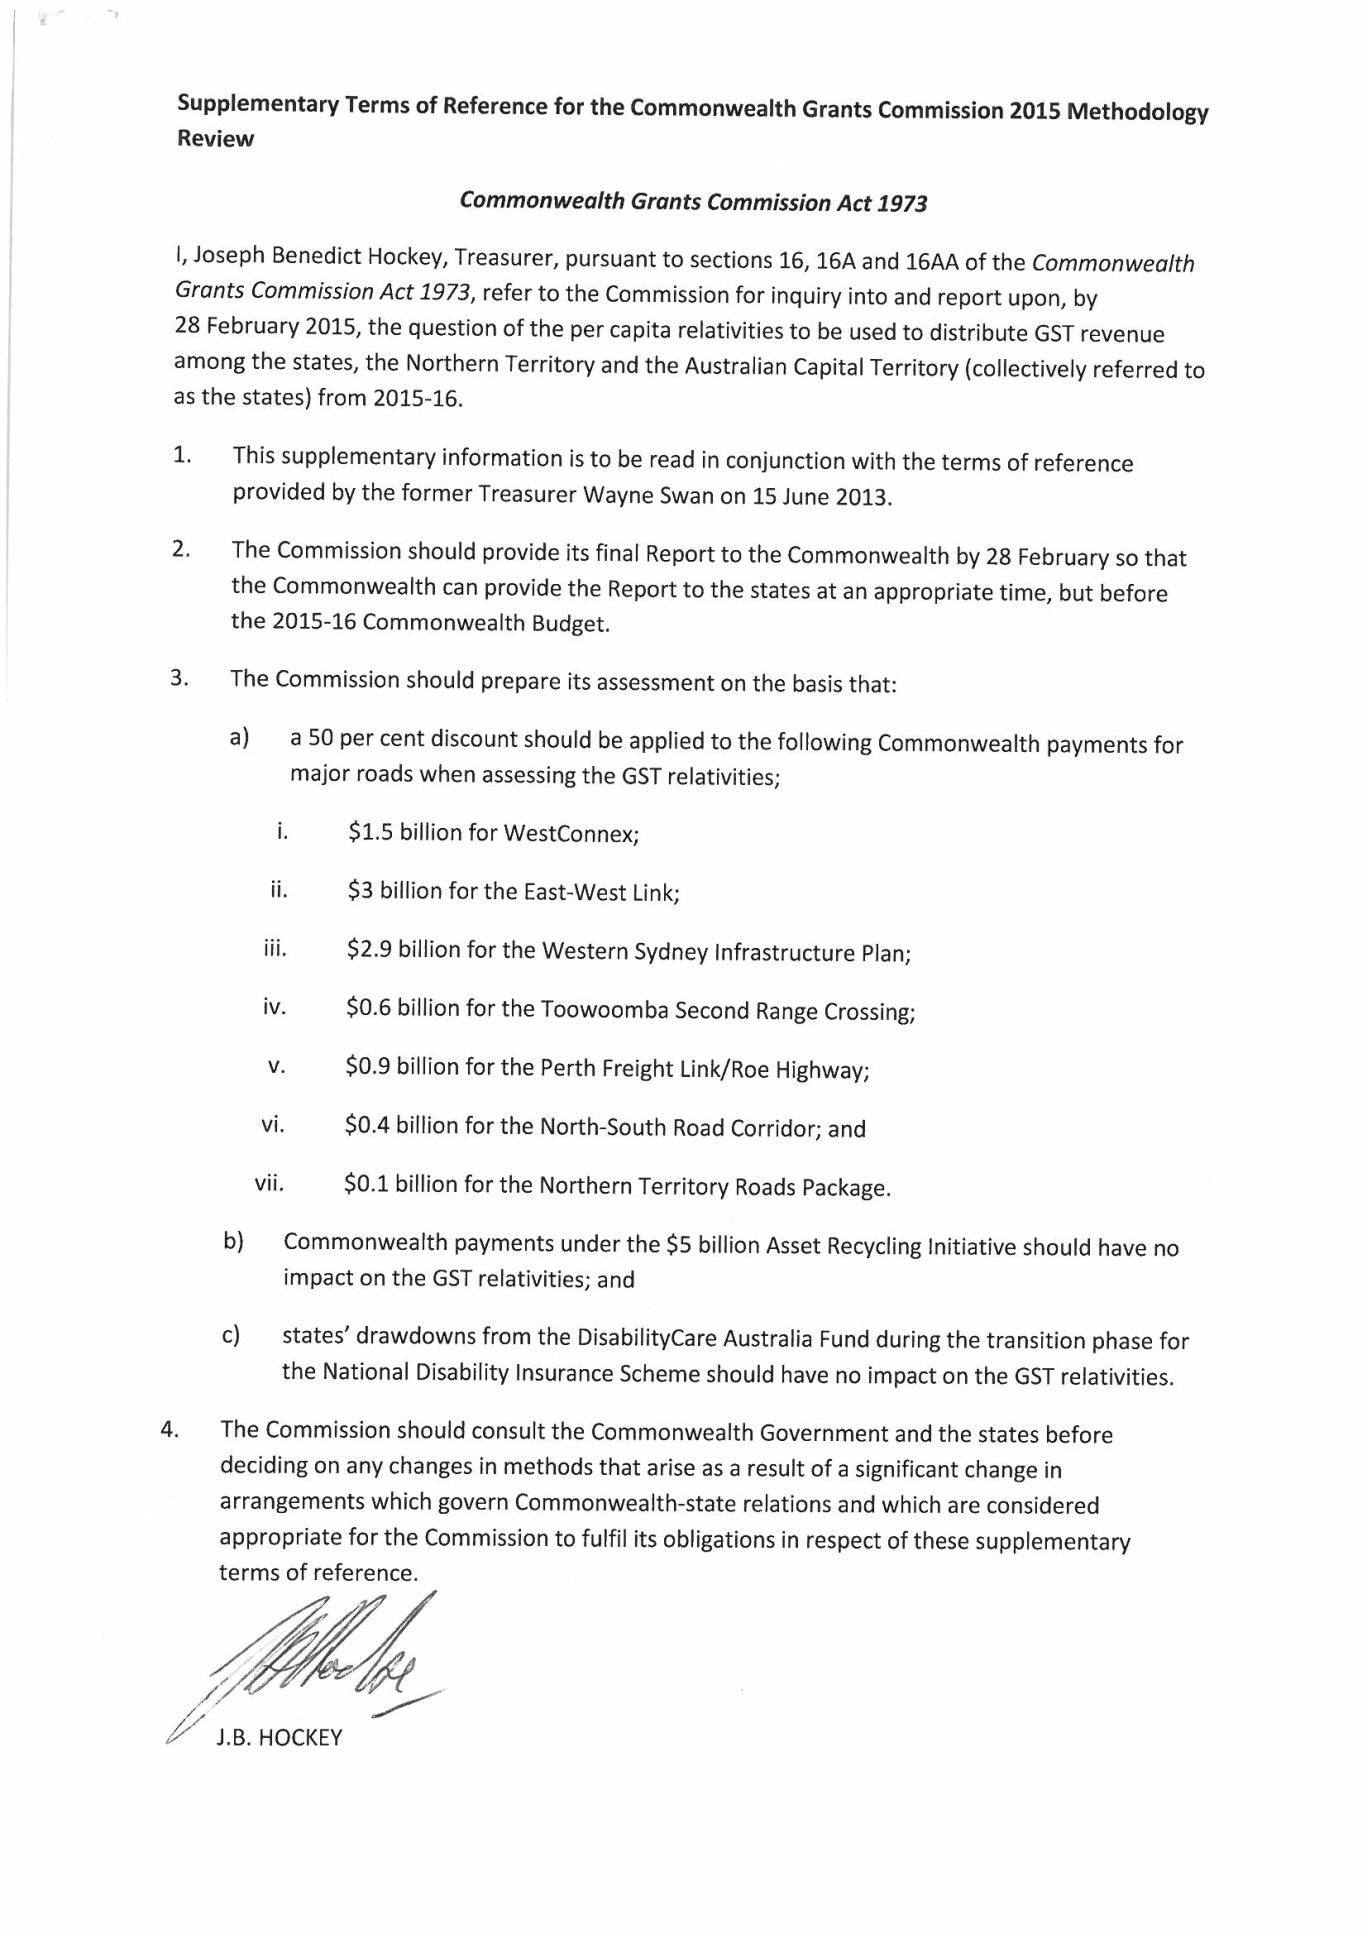 Supplementary Terms of Reference for the Commonwealth Grants Commission 2015 Methodology
Review
Commonwealth Grants Commission Act 1973
I, Joseph Benedict Hockey, Treasurer, pursuant to sections 16, 16A and 16AA of the Commonwealth
Grants Commission Act 1973, refer to the Commission for inquiry into and report upon, by
28 February 2015, the question of the per capita relativities to be used to distribute GST revenue
among the states, the Northern Territory and the Australian Capital Territory (collectively referred to
as the states) from 2015-16.
1. This supplementary information is to be read in conjunction with the terms of reference
provided by the former Treasurer Wayne Swan on 15 June 2013.
2. The Commission should provide its final Report to the Commonwealth by 28 February so that
the Commonwealth can provide the Report to the states at an appropriate time, but before
the 2015-16 Commonwealth Budget.
3. The Commission should prepare its assessment on the basis that:
a) a 50 per cent discount should be applied to the following Commonwealth payments for
major roads when assessing the GST relativities;
i. $1.5 billion for WestConnex;
ii. $3 billion for the East-West Link;
iii. $2.9 billion for the Western Sydney Infrastructure Plan;
iv. $0.6 billion for the Toowoomba Second Range Crossing;
v. $0.9 billion for the Perth Freight Link/Roe Highway;
vi. $0.4 billion for the North-South Road Corridor; and
vii. $0.1 billion for the Northern Territory Roads Package.
b) Commonwealth payments under the $5 billion Asset Recycling Initiative should have no
impact on the GST relativities; and
c) states' drawdowns from the DisabilityCare Australia Fund during the transition phase for
the National Disability Insurance Scheme should have no impact on the GST relativities.
4. The Commission should consult the Commonwealth Government and the states before
deciding on any changes in methods that arise as a result of a significant change in
arrangements which govern Commonwealth-state relations and which are considered
appropriate for the Commission to fulfil its obligations in respect of these supplementary
terms of reference.
J.B. HOCKEY